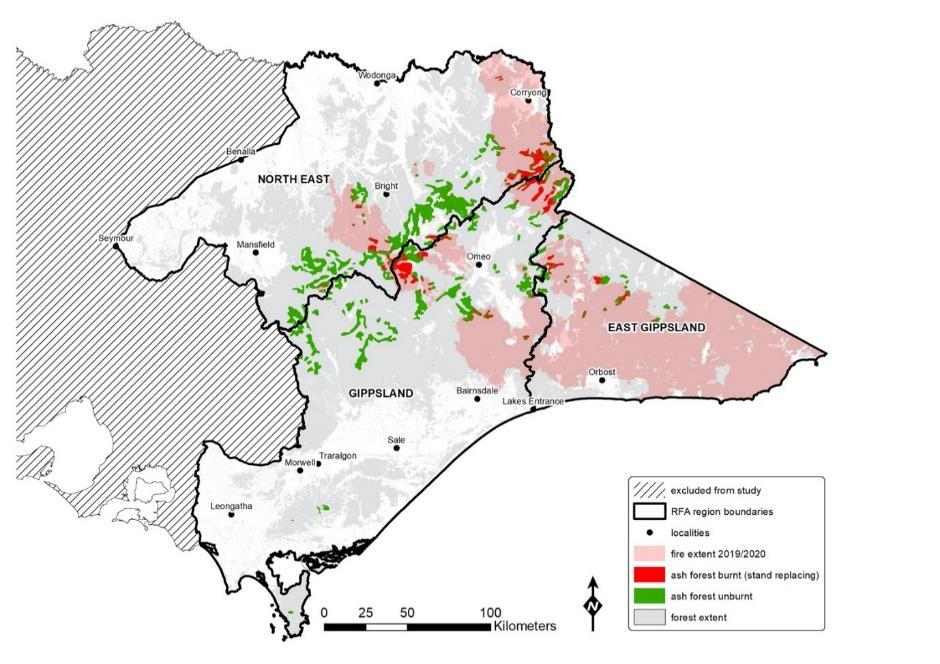 Wodonga
Corryong
Benalla
NORTH EAST
Bright
Seymour
Mansfield
Omeo
EAST GIPPSLAND
Orbost
GIPPSLAND
Bairnsdale
Lakes Entrance
Sale
Traralgon
Morwell
Leongatha
excluded from study
RFA region boundaries
localities
fire extent 2019/2020
ash forest burnt (stand replacing)
ash forest unburnt
forest extent
N
0 25 50 100
Kilometers